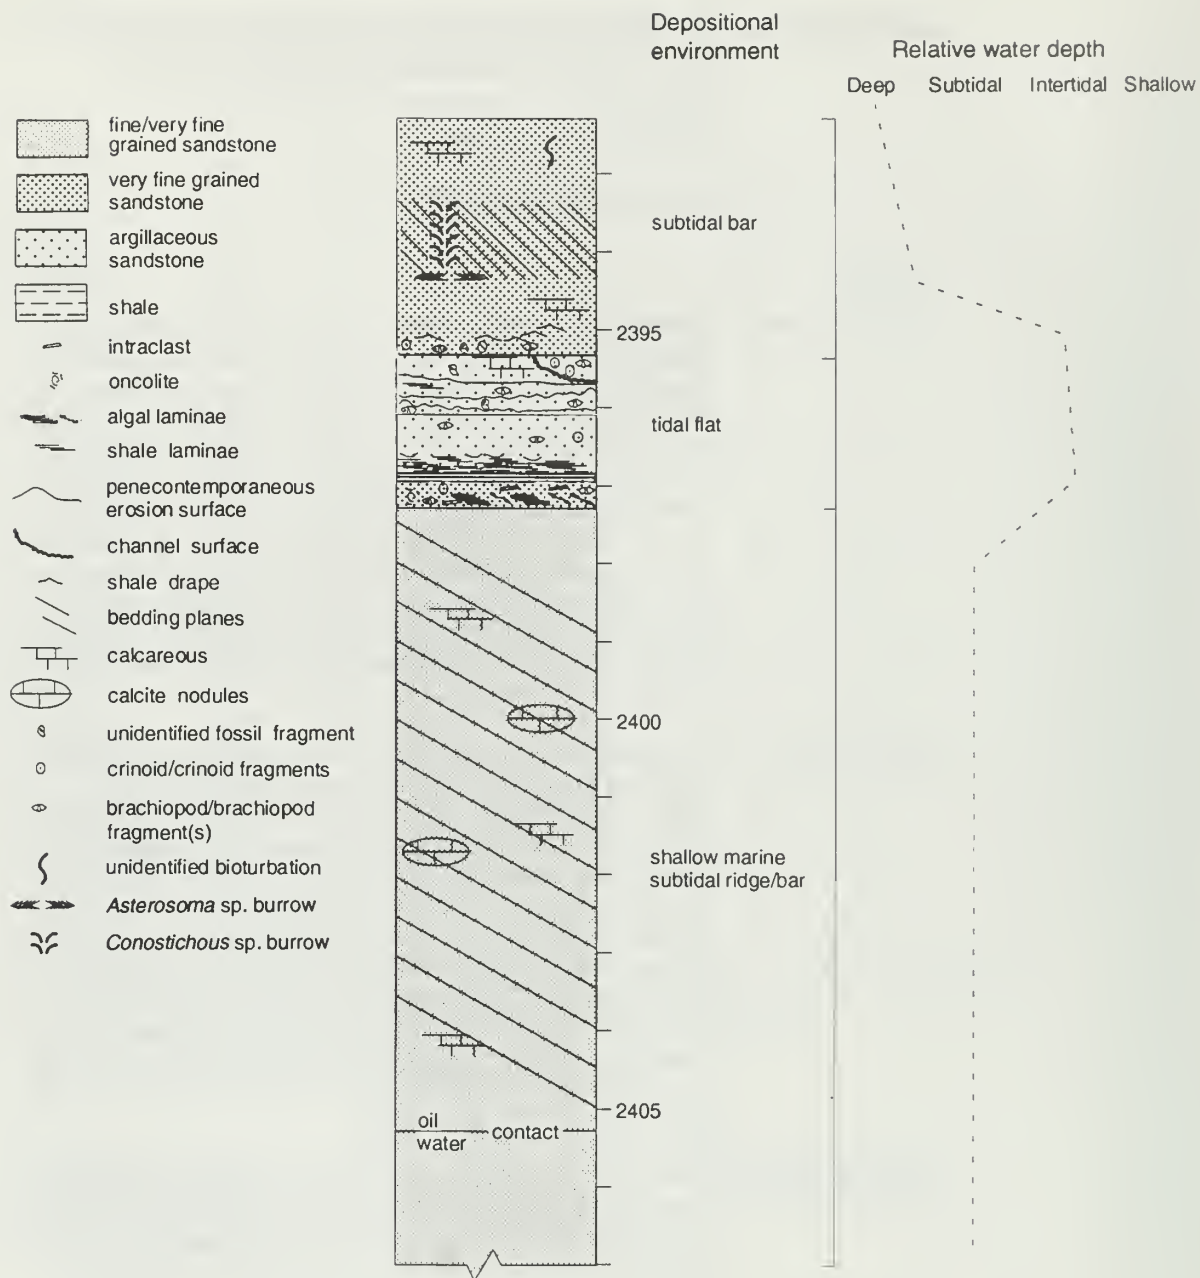 Depositional
environment
Relative water depth
Deep Subtidal Intertidal Shallow
fine/very fine
grained sandstone
very fine grained
sandstone
argillaceous
sandstone
shale
intraclast
oncolite
algal laminae
shale laminae
penecontemporaneous
erosion surface
channel surface
shale drape
bedding planes
calcareous
calcite nodules
unidentified fossil fragment
crinoid/crinoid fragments
brachiopod/brachiopod
fragment(s)
unidentified bioturbation
Asterosoma sp. burrow
Conostichous sp. burrow
2395
2400
2405
oil
water
contact
subtidal bar
tidal flat
shallow marine
subtidal ridge/bar